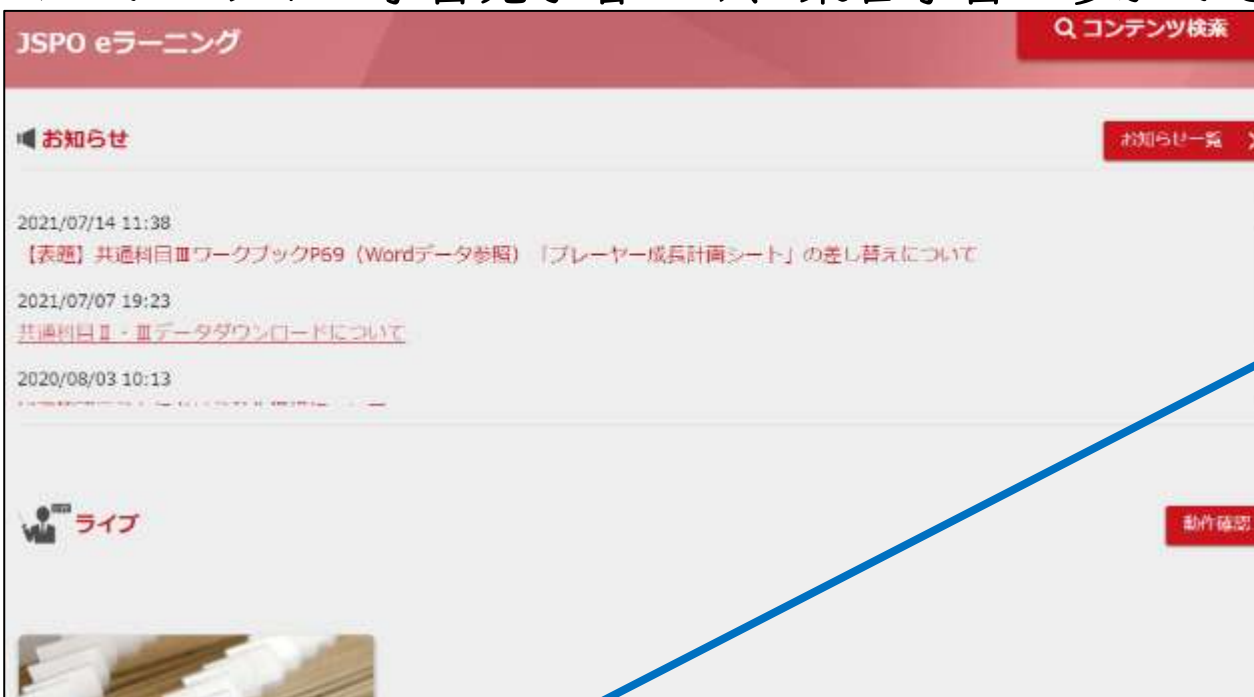 JSPO eラーニング
コンテンツ検索
お知らせ
お知らせ一覧
2021/07/14 11:38
【表題】共通科目ⅢワークブックP69（Wordデータ参照）「プレーヤー成長計画シート」の差し替えについて
2021/07/07 19:23
共通科目Ⅱ・Ⅲデータダウンロードについて
2020/08/03 10:13
ライブ
動作確認